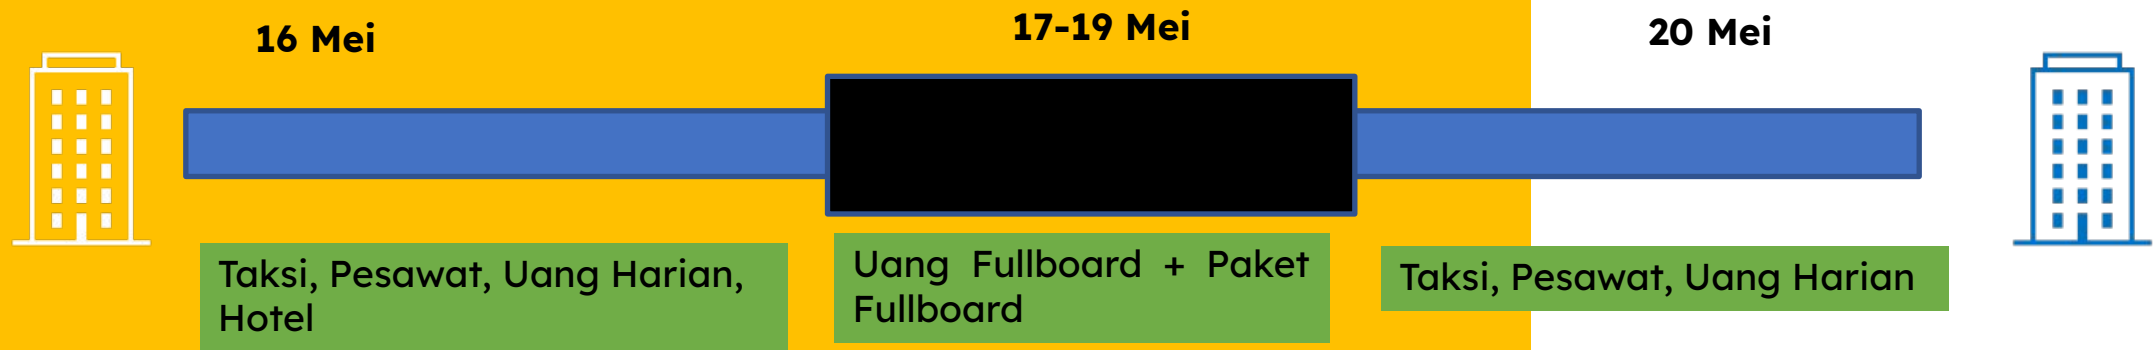 16 Mei
17-19 Mei
20 Mei
Taksi, Pesawat, Uang Harian,
Hotel
Uang Fullboard + Paket
Fullboard
Taksi, Pesawat, Uang Harian